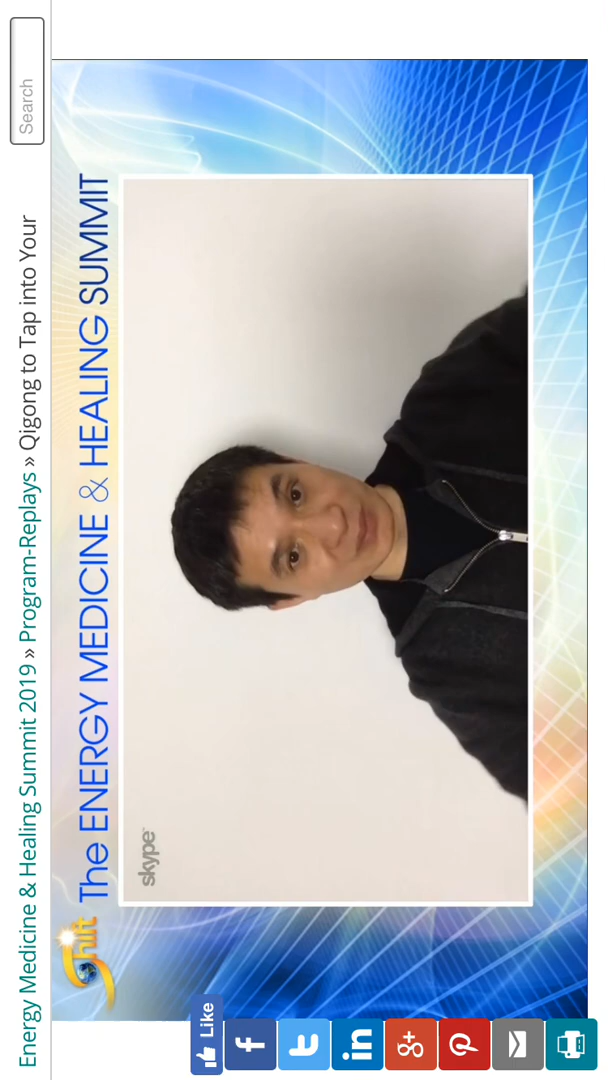 Search
Energy Medicine & Healing Summit 2019 » Program-Replays » Qigong to Tap into Your
Shift
The ENERGY MEDICINE & HEALING SUMMIT
skype
Like
f
t
in
g+